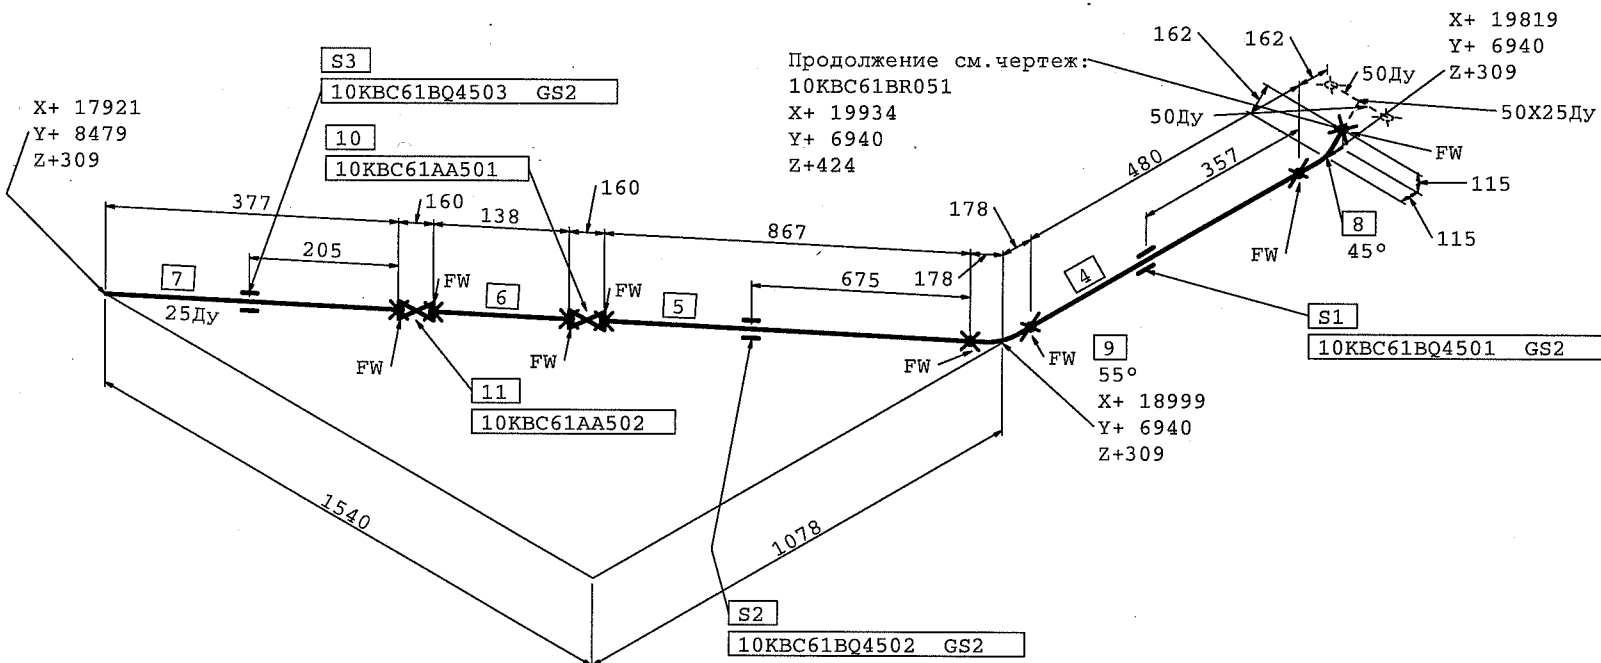 X+ 19819
Y+ 6940
Z+309
162
162
50Ду
50X25Ду
50Ду
Продолжение см.чертеж:
10KBC61BR051
X+ 19934
Y+ 6940
Z+424
S3
10KBC61BQ4503 GS2
X+ 17921
Y+ 8479
Z+309
10
10KBC61AA501
FW
480
357
115
115
377
160
138
160
867
178
178
8
45°
FW
205
675
7
25Ду
FW
6
FW
5
4
FW
FW
FW
FW
S1
10KBC61BQ4501 GS2
9
55°
X+ 18999
Y+ 6940
Z+309
11
10KBC61AA502
1540
1078
S2
10KBC61BQ4502 GS2